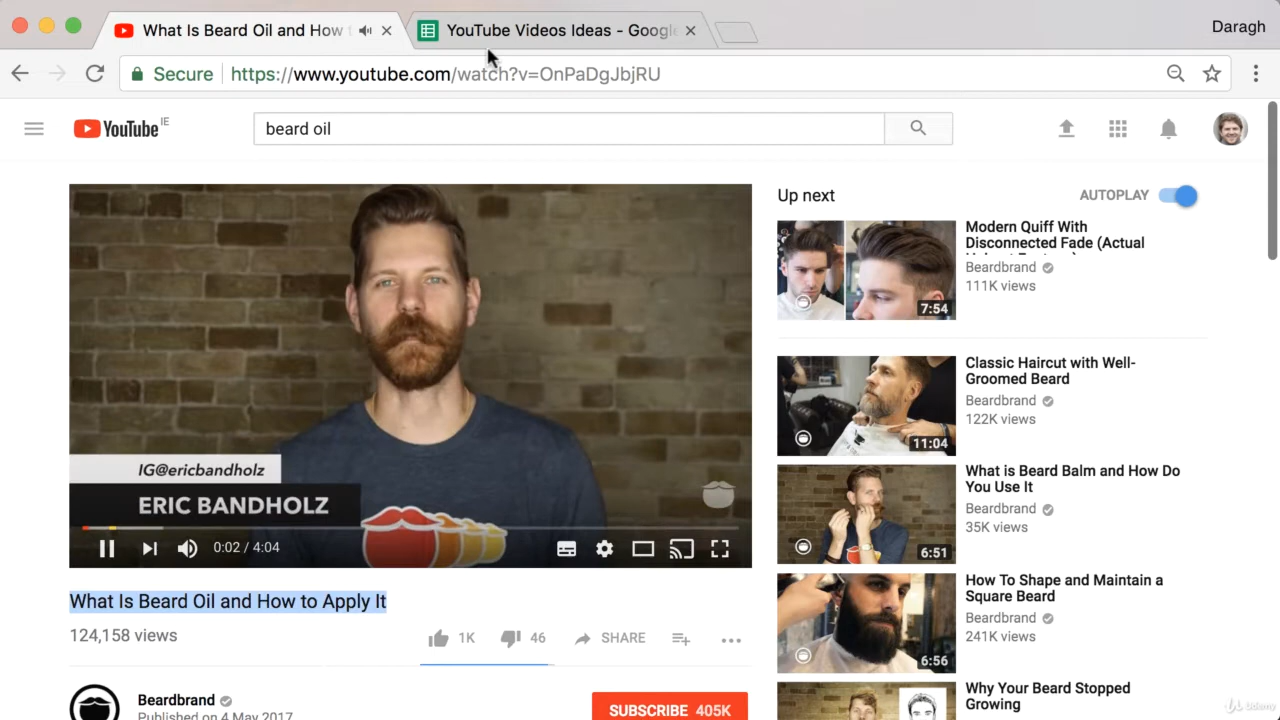 What Is Beard Oil and How t
YouTube Videos Ideas - Google
Daragh
Secure https://www.youtube.com/watch?v=OnPaDgJbjRU
YouTube IE
beard oil
IG@ericbandholz
ERIC BANDHOLZ
0:02 / 4:04
What Is Beard Oil and How to Apply It
124,158 views
1K 46 SHARE
Beardbrand
Published on 4 May 2017
SUBSCRIBE 405K
Up next AUTOPLAY
7:54
Modern Quiff With
Disconnected Fade (Actual
Beardbrand
111K views
11:04
Classic Haircut with Well-
Groomed Beard
Beardbrand
122K views
6:51
What is Beard Balm and How Do
You Use It
Beardbrand
35K views
6:56
How To Shape and Maintain a
Square Beard
Beardbrand
241K views
Why Your Beard Stopped
Growing
Udemy